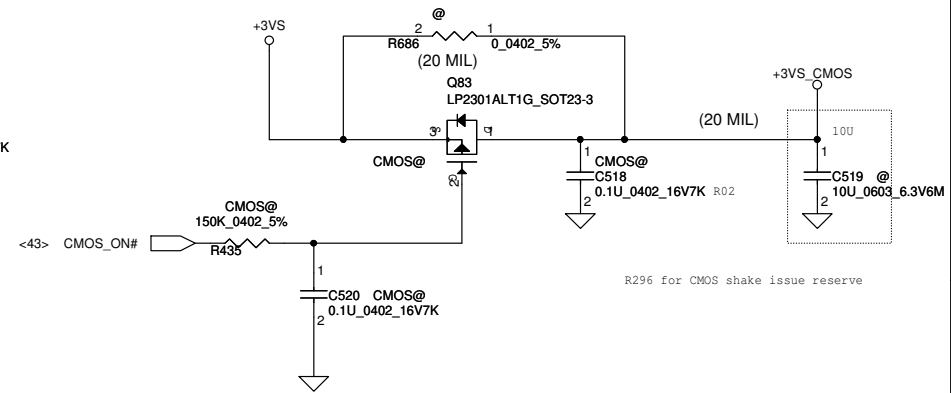 @
+3VS
2
1
R686
0_0402_5%
(20 MIL)
Q83
LP2301ALT1G_SOT23-3
+3VS_CMOS
(20 MIL)
10U
3
S
D
1
K
CMOS@
G
2
1
CMOS@
C518
0.1U_0402_16V7K
R02
2
1
C519
@
10U_0603_6.3V6M
2
CMOS@
150K_0402_5%
<43>
CMOS_ON#
R435
1
C520
CMOS@
0.1U_0402_16V7K
2
R296 for CMOS shake issue reserve